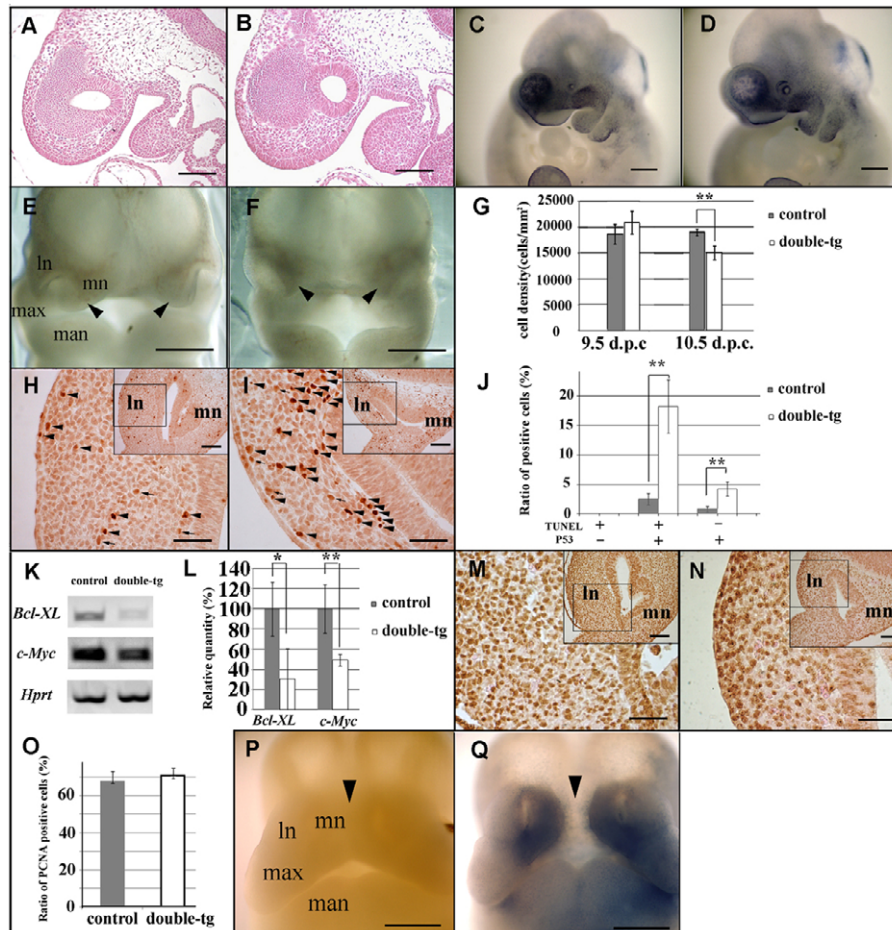 A
B
C
D
E
ln
mn
max
man
F
G
cell density(cells/mm²)
25000
20000
15000
10000
5000
0
**
9.5 d.p.c
10.5 d.p.c.
control
double-tg
H
ln
mn
I
ln
mn
J
Ratio of positive cells (%)
20
15
10
5
0
**
**
control
double-tg
TUNEL + + −
P53 − + +
K
control double-tg
Bcl-XL
c-Myc
Hprt
L
Relative quantity (%)
140
120
100
80
60
40
20
0
* **
Bcl-XL c-Myc
control
double-tg
M
ln
mn
N
ln
mn
O
Ratio of PCNA positive cells (%)
60
40
20
0
control double-tg
P
mn
ln
max
man
Q